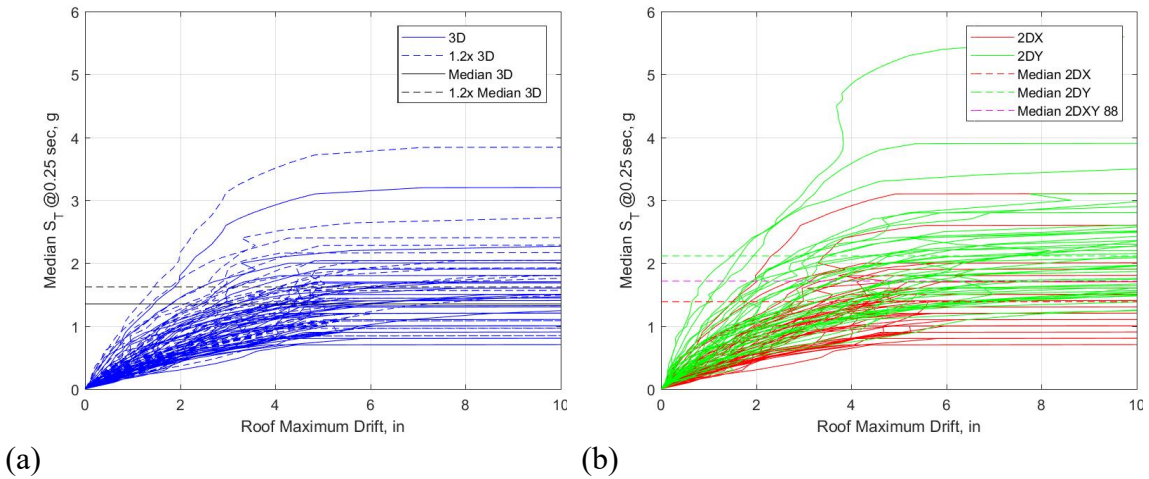 6
5
4
3
2
1
0
0 2 4 6 8 10
Median S_T @0.25 sec, g
Roof Maximum Drift, in
3D
1.2x 3D
Median 3D
1.2x Median 3D
(a)
6
5
4
3
2
1
0
0 2 4 6 8 10
Median S_T @0.25 sec, g
Roof Maximum Drift, in
2DX
2DY
Median 2DX
Median 2DY
Median 2DXY 88
(b)